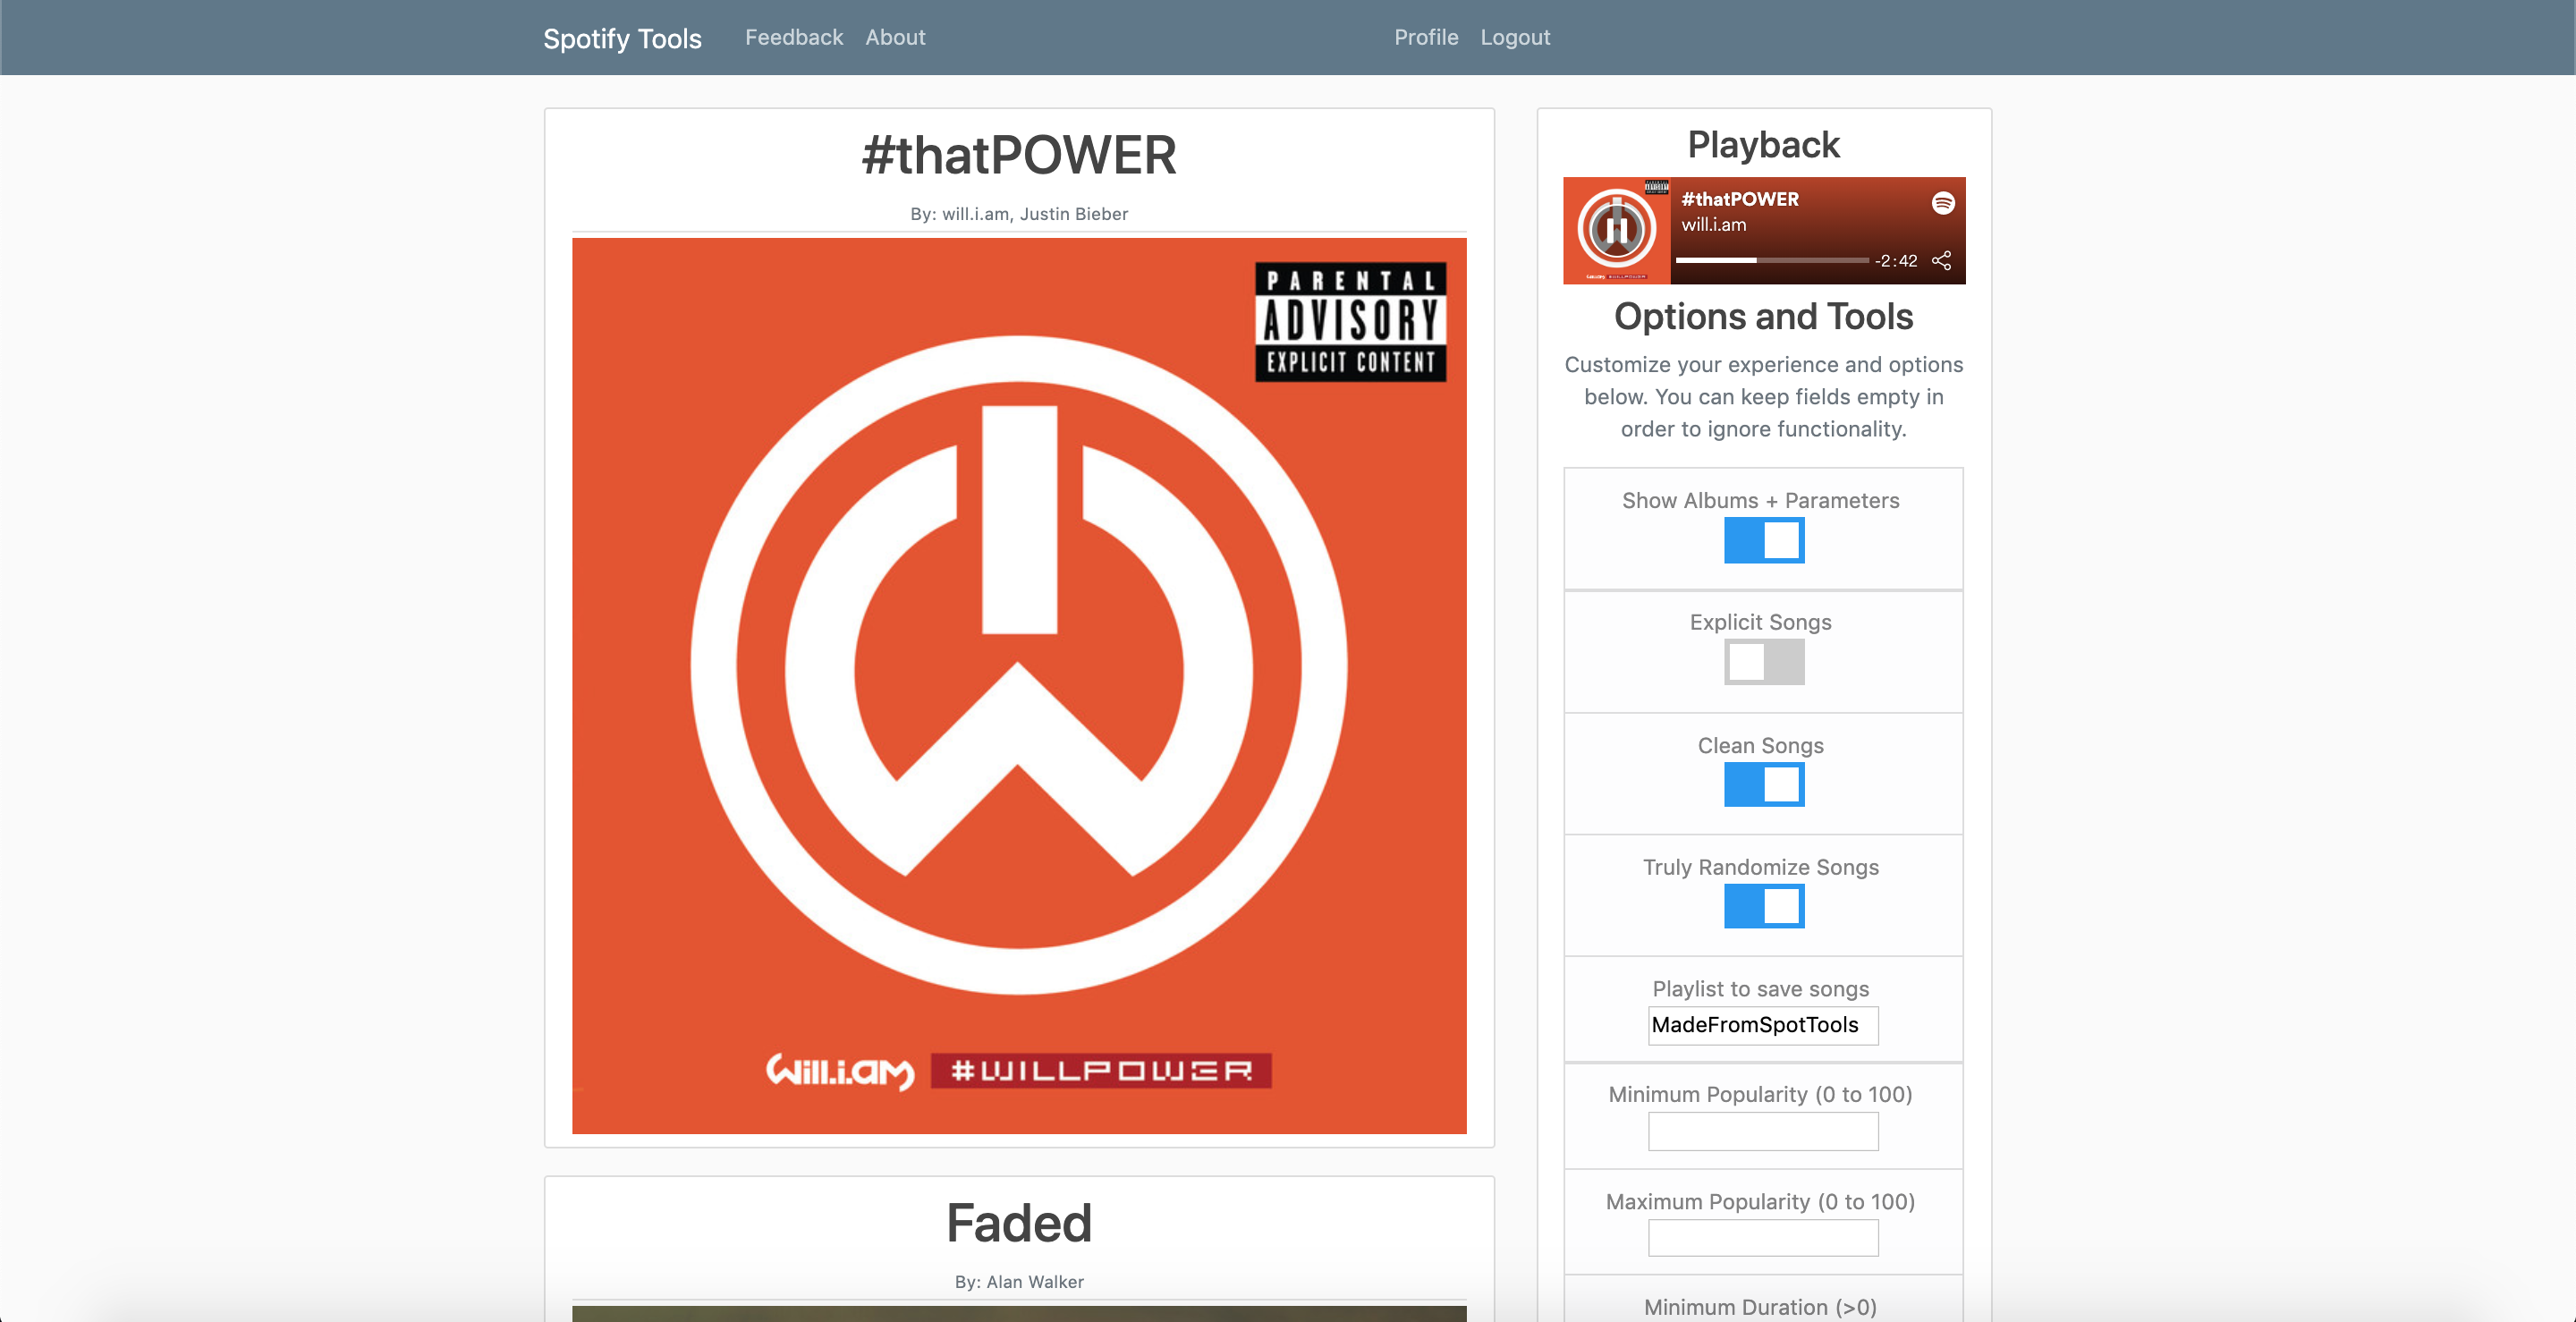 Spotify Tools
Feedback
About
Profile
Logout
#thatPOWER
By: will.i.am, Justin Bieber
PARENTAL
ADVISORY
EXPLICIT CONTENT
will.i.am
#WILLPOWER
Faded
By: Alan Walker
Playback
#thatPOWER
will.i.am
-2:42
Options and Tools
Customize your experience and options
below. You can keep fields empty in
order to ignore functionality.
Show Albums + Parameters
Explicit Songs
Clean Songs
Truly Randomize Songs
Playlist to save songs
MadeFromSpotTools
Minimum Popularity (0 to 100)
Maximum Popularity (0 to 100)
Minimum Duration (>0)